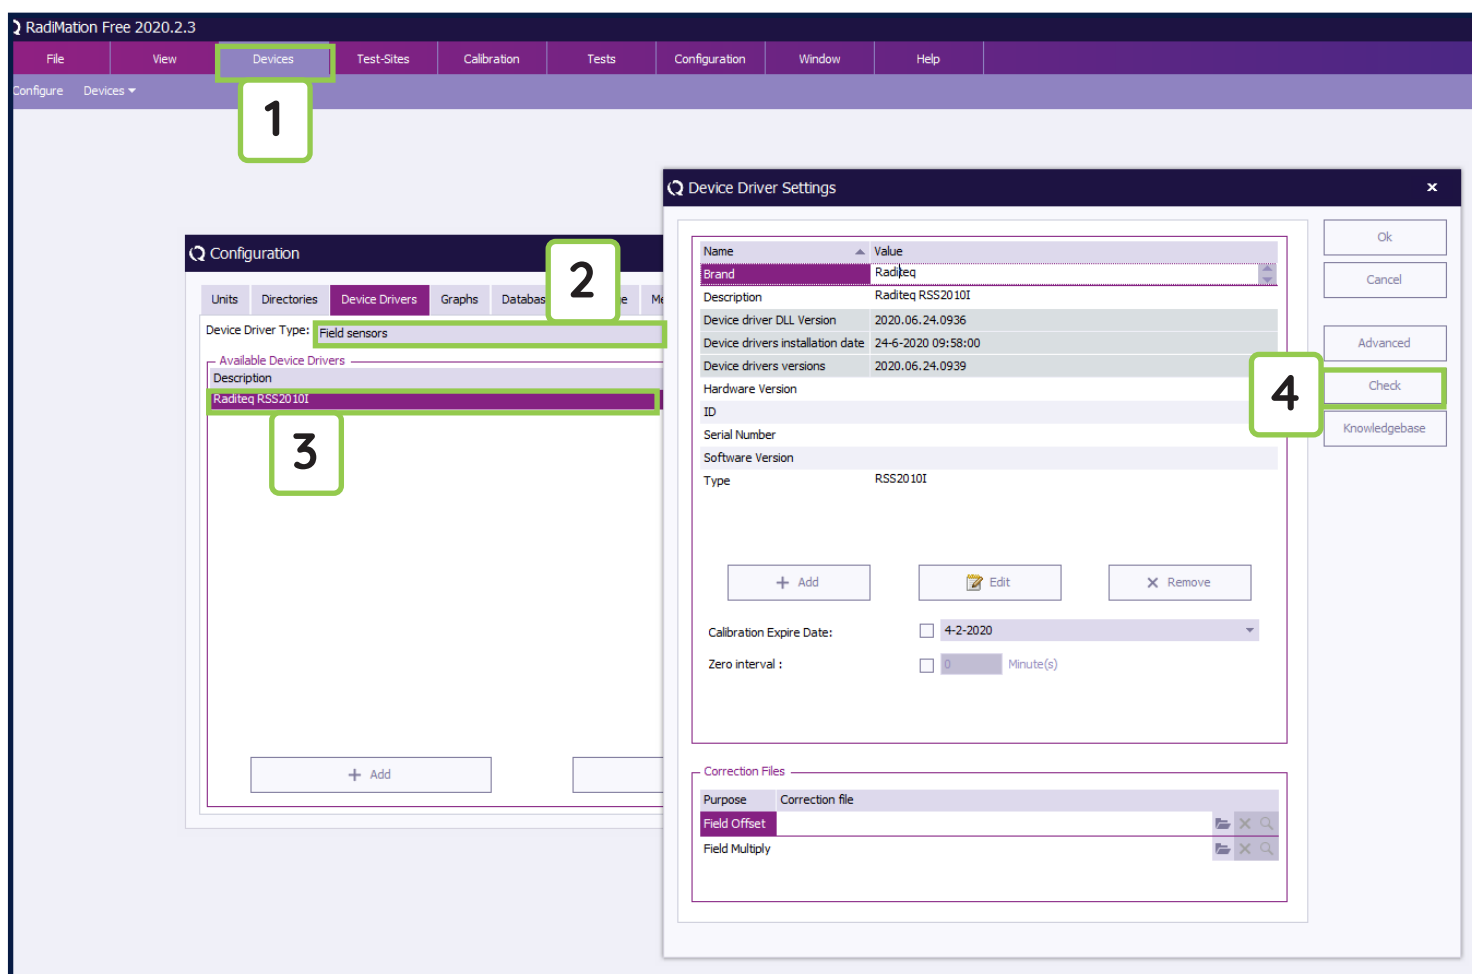 RadiMation Free 2020.2.3
File View Devices Test-Sites Calibration Tests Configuration Window Help
Configure Devices
1
Device Driver Settings
Configuration
2
Units Directories Device Drivers Graphs Databas e Me
Device Driver Type: Field sensors
Available Device Drivers
Description
Raditeq RSS2010I
3
Name Value
Brand Raditeq
Description Raditeq RSS2010I
Device driver DLL Version 2020.06.24.0936
Device drivers installation date 24-6-2020 09:58:00
Device drivers versions 2020.06.24.0939
Hardware Version
ID
Serial Number
Software Version
Type RSS2010I
Ok
Cancel
Advanced
4
Check
Knowledgebase
Add Edit Remove
Calibration Expire Date: 4-2-2020
Zero interval : 0 Minute(s)
Add
Correction Files
Purpose Correction file
Field Offset
Field Multiply